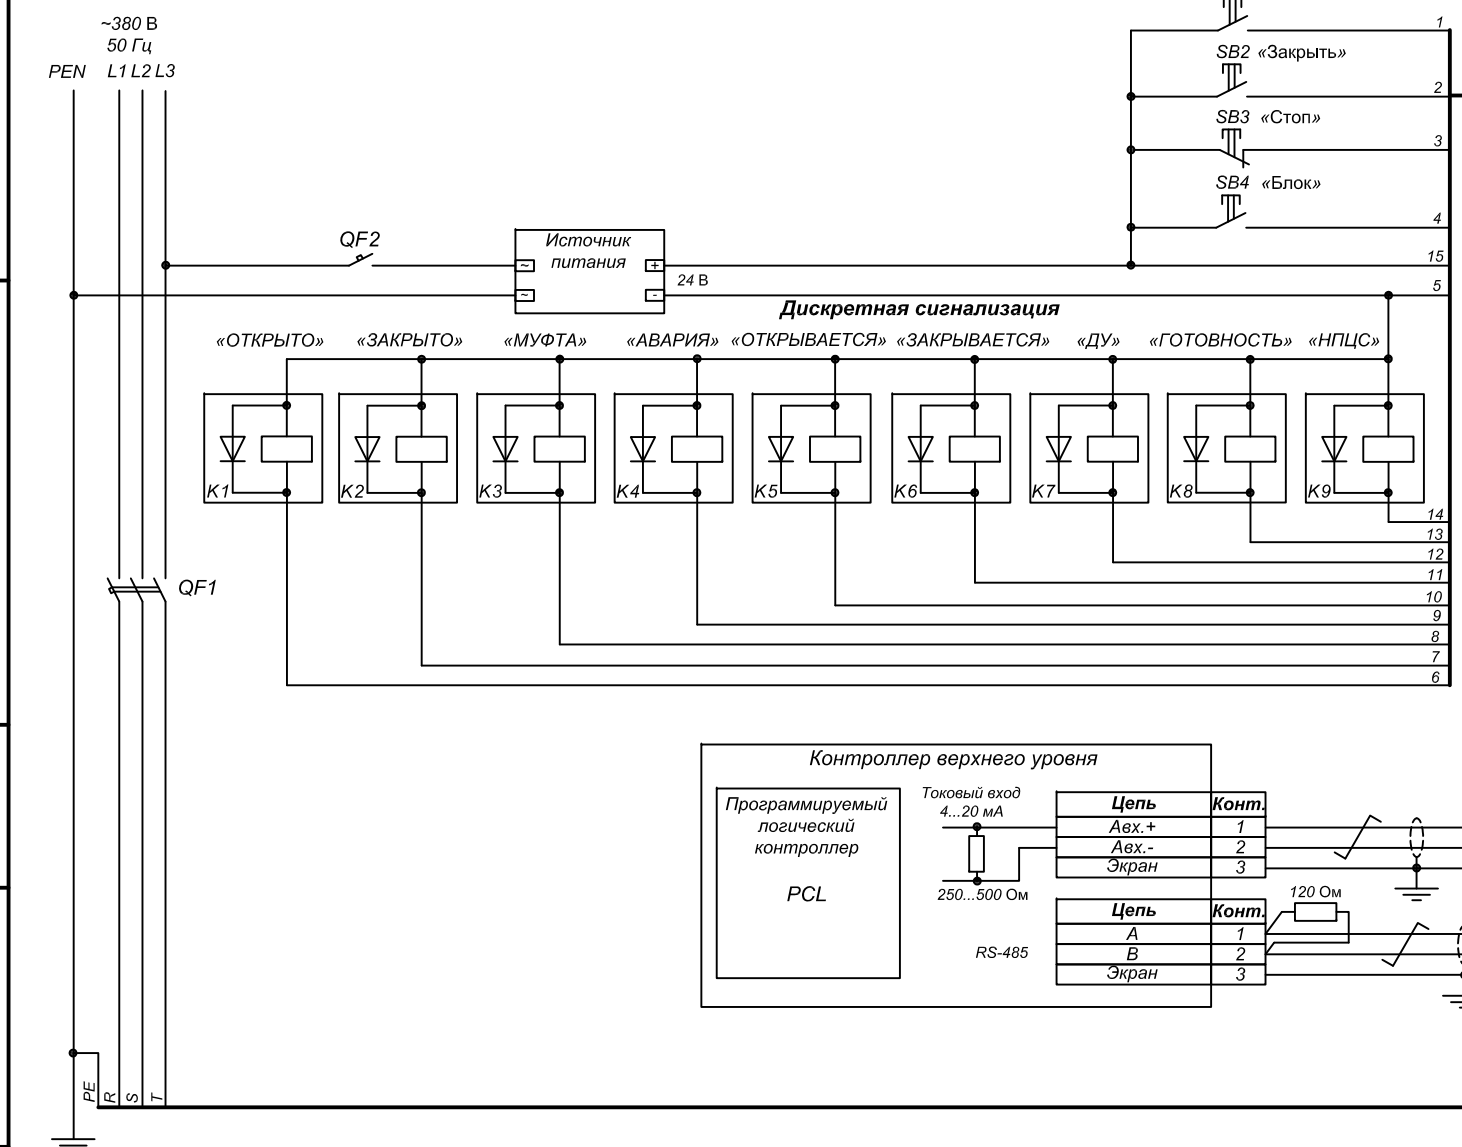 ~380 В
50 Гц
PEN L1 L2 L3
1
SB2 «Закрыть»
2
SB3 «Стоп»
3
SB4 «Блок»
4
QF2
Источник
питания
~ +
~ -
24 В
15
5
Дискретная сигнализация
«ОТКРЫТО» «ЗАКРЫТО» «МУФТА» «АВАРИЯ» «ОТКРЫВАЕТСЯ» «ЗАКРЫВАЕТСЯ» «ДУ» «ГОТОВНОСТЬ» «НПЦС»
K1 K2 K3 K4 K5 K6 K7 K8 K9
14
13
12
11
10
9
8
7
6
QF1
Контроллер верхнего уровня
Программируемый
логический
контроллер
PCL
Токовый вход
4...20 мА
250...500 Ом
Цепь Конт.
Авх.+ 1
Авх.- 2
Экран 3
120 Ом
RS-485
Цепь Конт.
A 1
B 2
Экран 3
PE R S T